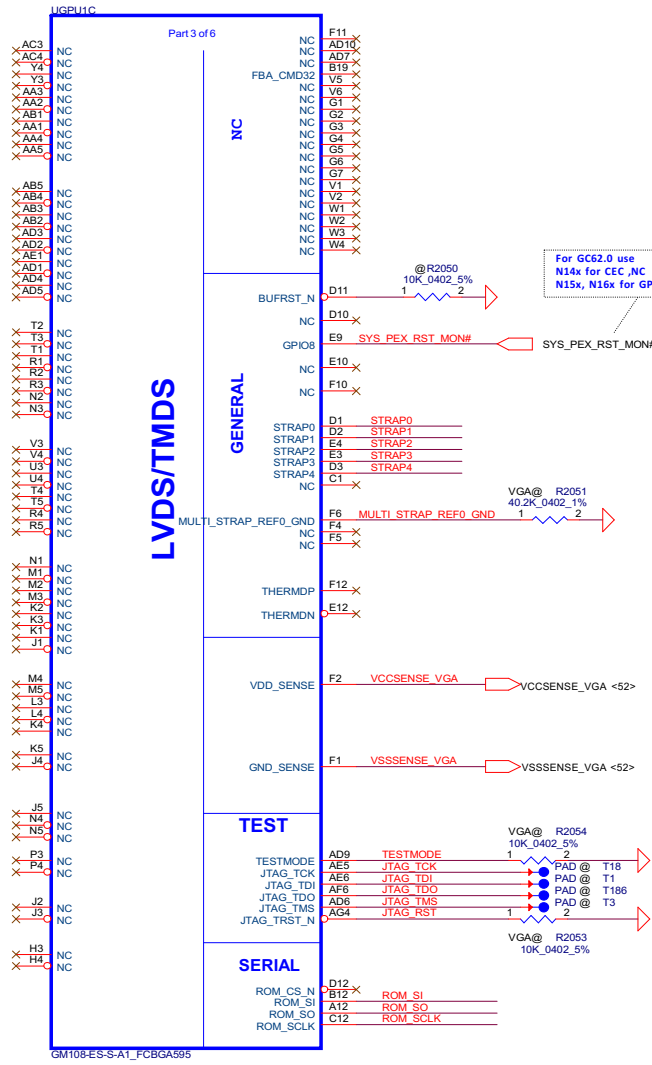 UGPU1C
Part 3 of 6
AC3 NC
AC4 NC
Y4 NC
Y3 NC
AA3 NC
AA2 NC
AB1 NC
AA1 NC
AA4 NC
AA5 NC
AB5 NC
AB4 NC
AB3 NC
AB2 NC
AD3 NC
AD2 NC
AE1 NC
AD1 NC
AD4 NC
AD5 NC
T2 NC
T3 NC
T1 NC
R1 NC
R2 NC
R3 NC
N2 NC
N3 NC
V3 NC
V4 NC
U3 NC
U4 NC
T4 NC
T5 NC
R4 NC
R5 NC
N1 NC
M1 NC
M2 NC
M3 NC
K2 NC
K3 NC
K1 NC
J1 NC
M4 NC
M5 NC
L3 NC
L4 NC
K4 NC
K5 NC
J4 NC
J5 NC
N4 NC
N5 NC
P3 NC
P4 NC
J2 NC
J3 NC
H3 NC
H4 NC
LVDS/TMDS
NC
NC F11
NC AD10
NC AD7
FBA_CMD32 B19
NC V5
NC V6
NC G1
NC G2
NC G3
NC G4
NC G5
NC G6
NC G7
NC V1
NC V2
NC W1
NC W2
NC W3
NC W4
GENERAL
@ R2050
10K_0402_5%
BUFRST_N D11 1 2
NC D10
GPIO8 E9 SYS_PEX_RST_MON# SYS_PEX_RST_MON#
For GC62.0 use
N14x for CEC ,NC
N15x, N16x for GP
NC E10
NC F10
STRAP0 D1 STRAP0
STRAP1 D2 STRAP1
STRAP2 E4 STRAP2
STRAP3 E3 STRAP3
STRAP4 D3 STRAP4
NC C1
VGA@ R2051
40.2K_0402_1%
MULTI_STRAP_REF0_GND F6 MULTI_STRAP_REF0_GND 1 2
NC F4
NC F5
THERMDP F12
THERMDN E12
VDD_SENSE F2 VCCSENSE_VGA VCCSENSE_VGA <52>
GND_SENSE F1 VSSSENSE_VGA VSSSENSE_VGA <52>
TEST
VGA@ R2054
10K_0402_5%
TESTMODE AD9 TESTMODE 1 2
JTAG_TCK AE5 JTAG_TCK PAD @ T18
JTAG_TDI AE6 JTAG_TDI PAD @ T1
JTAG_TDO AF6 JTAG_TDO PAD @ T186
JTAG_TMS AD6 JTAG_TMS PAD @ T3
JTAG_TRST_N AG4 JTAG_RST 1 2
VGA@ R2053
10K_0402_5%
SERIAL
ROM_CS_N D12
ROM_SI B12 ROM_SI
ROM_SO A12 ROM_SO
ROM_SCLK C12 ROM_SCLK
GM108-ES-S-A1_FCBGA595